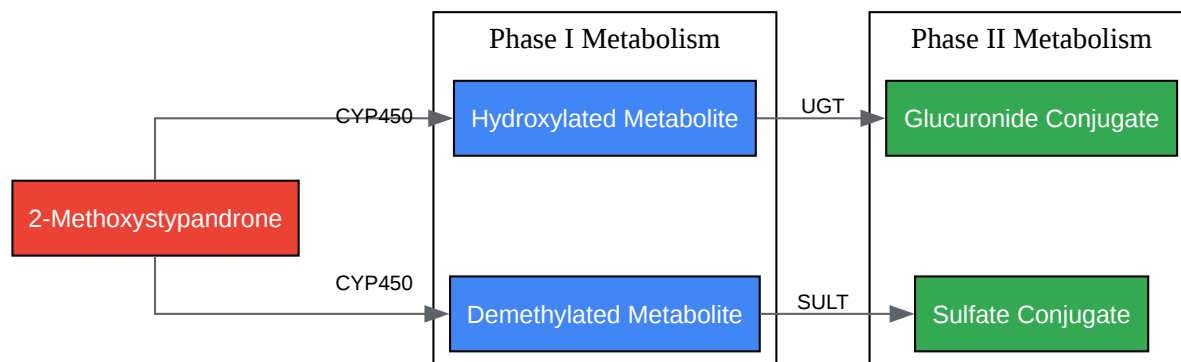 Phase I Metabolism
Phase II Metabolism
CYP450
Hydroxylated Metabolite
UGT
Glucuronide Conjugate
2-Methoxystypandrone
CYP450
Demethylated Metabolite
SULT
Sulfate Conjugate